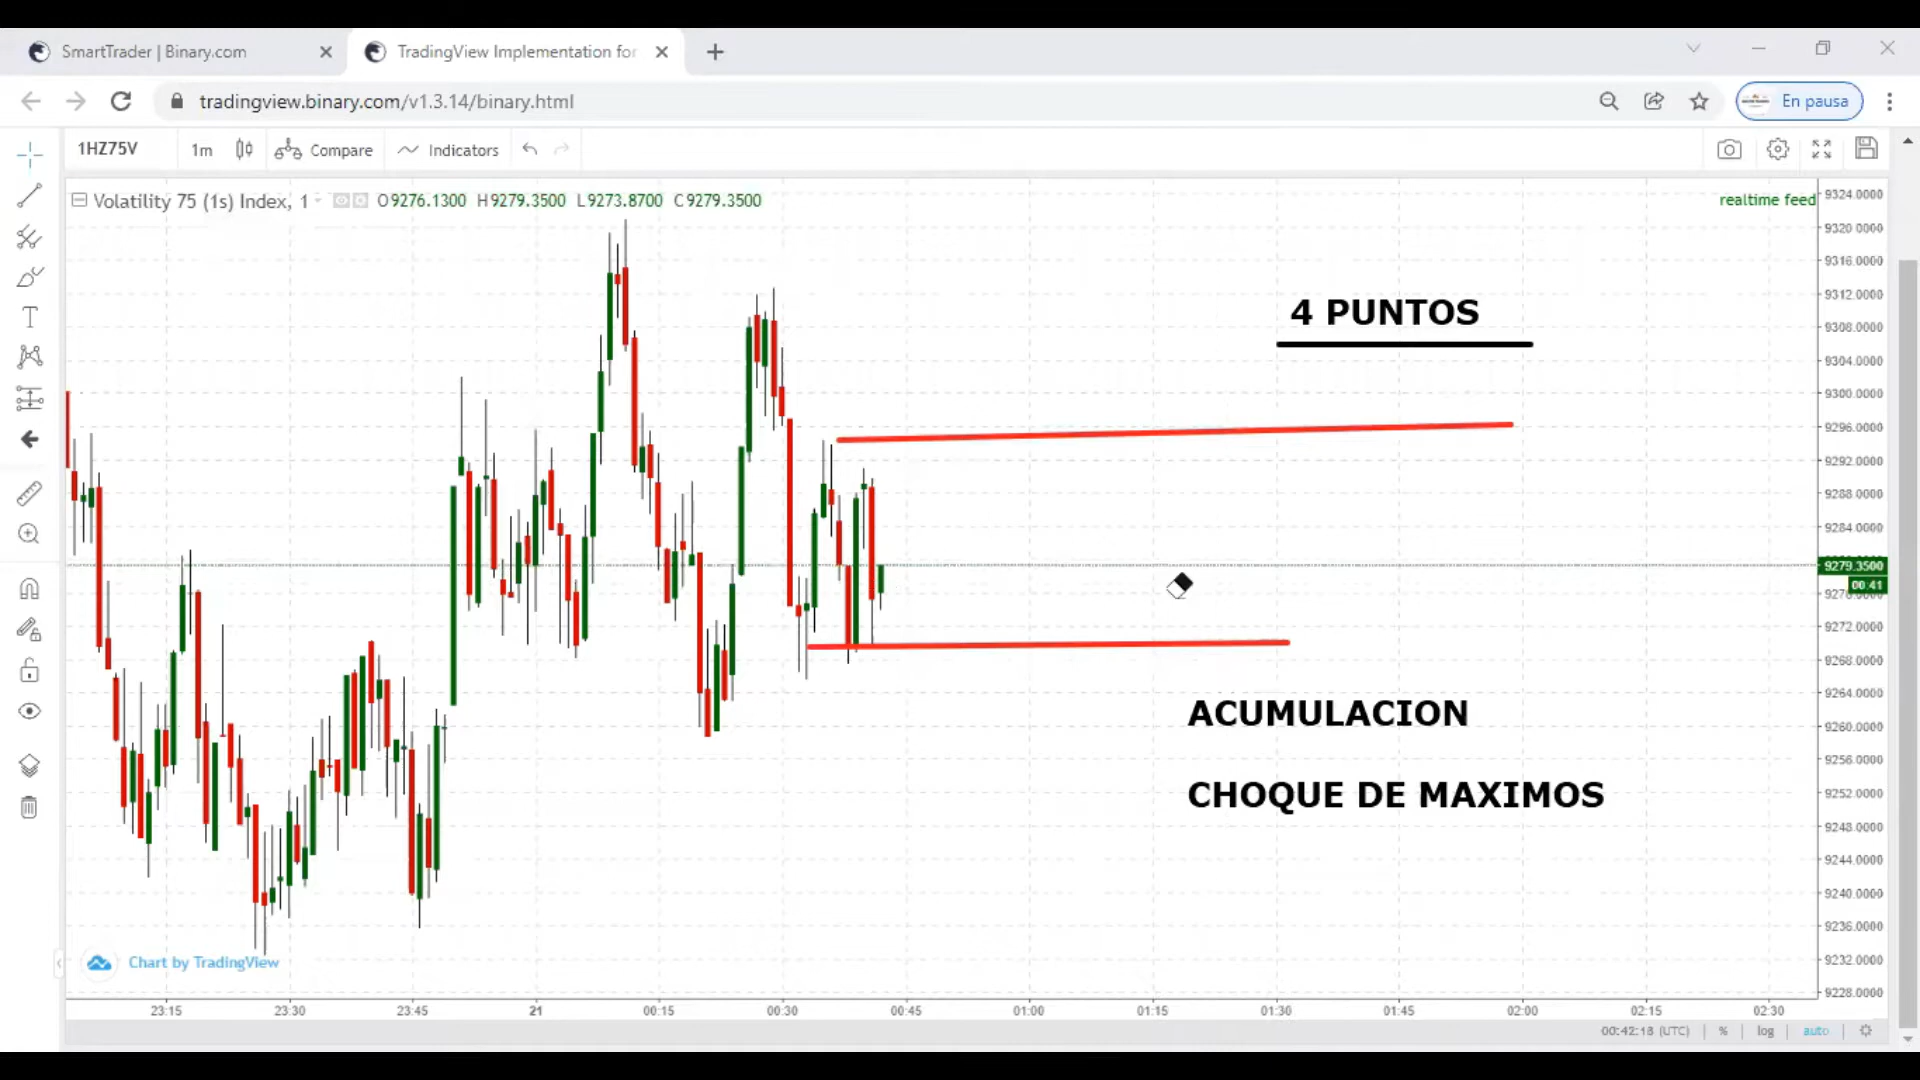 SmartTrader | Binary.com
TradingView Implementation for
tradingview.binary.com/v1.3.14/binary.html
En pausa
1HZ75V
1m
Compare
Indicators
Volatility 75 (1s) Index, 1
O9276.1300 H9279.3500 L9273.8700 C9279.3500
realtime feed
9324.0000
9320.0000
9316.0000
9312.0000
4 PUNTOS
9308.0000
9304.0000
9300.0000
9296.0000
9292.0000
9288.0000
9284.0000
9279.3500
00:41
9272.0000
9268.0000
9264.0000
ACUMULACION
9260.0000
9256.0000
CHOQUE DE MAXIMOS
9252.0000
9248.0000
9244.0000
9240.0000
9236.0000
Chart by TradingView
9232.0000
9228.0000
23:15 23:30 23:45 21 00:15 00:30 00:45 01:00 01:15 01:30 01:45 02:00 02:15 02:30
00:42:18 (UTC) % log auto